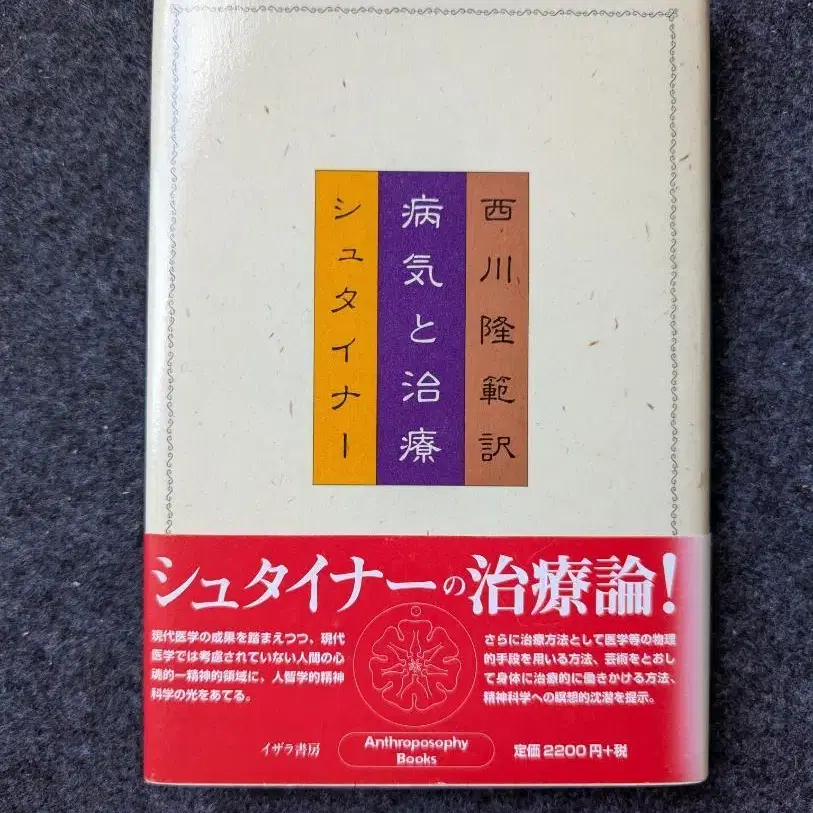 西川隆範訳
病気と治療
シュタイナー
シュタイナーの治療論！
現代医学の成果を踏まえつつ、現代
医学では考慮されていない人間の心
魂的ー精神的領域に、人智学的精神
科学の光をあてる。
さらに治療方法として医学等の物理
的手段を用いる方法、芸術をとおし
て身体に治療的に働きかける方法、
精神科学への瞑想的沈潜を提示。
イザラ書房
Anthroposophy
Books
定価2200円+税